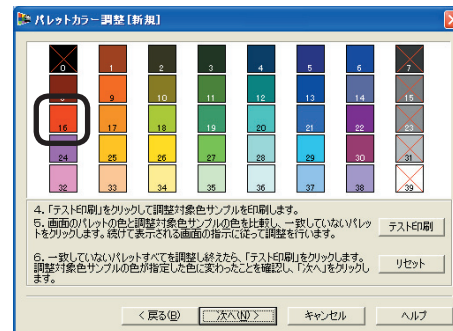 パレットカラー調整[新規]
0 1 2 3 4 5 6 7
8 9 10 11 12 13 14 15
16 17 18 19 20 21 22 23
24 25 26 27 28 29 30 31
32 33 34 35 36 37 38 39
4.「テスト印刷」をクリックして調整対象色サンプルを印刷します。
5. 画面のパレットの色と調整対象色サンプルの色を比較し、一致していないパレッ
トをクリックします。続けて表示される画面の指示に従って調整を行います。
テスト印刷
6. 一致していないパレットすべてを調整し終えたら、「テスト印刷」をクリックします。
調整対象色サンプルの色が指定した色に変わったことを確認し、「次へ」をクリックし
ます。
リセット
< 戻る(B) 次へ(N) > キャンセル ヘルプ